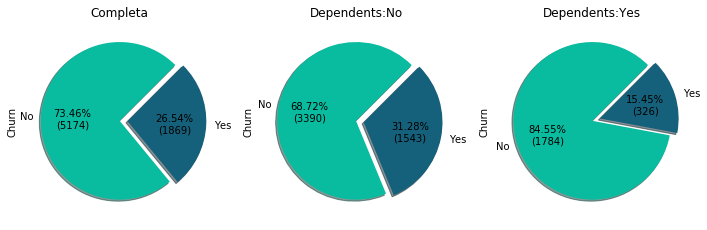 Completa
Churn
No
73.46%
(5174)
26.54%
(1869)
Yes
Dependents:No
Churn
No
68.72%
(3390)
31.28%
(1543)
Yes
Dependents:Yes
Churn
No
84.55%
(1784)
15.45%
(326)
Yes